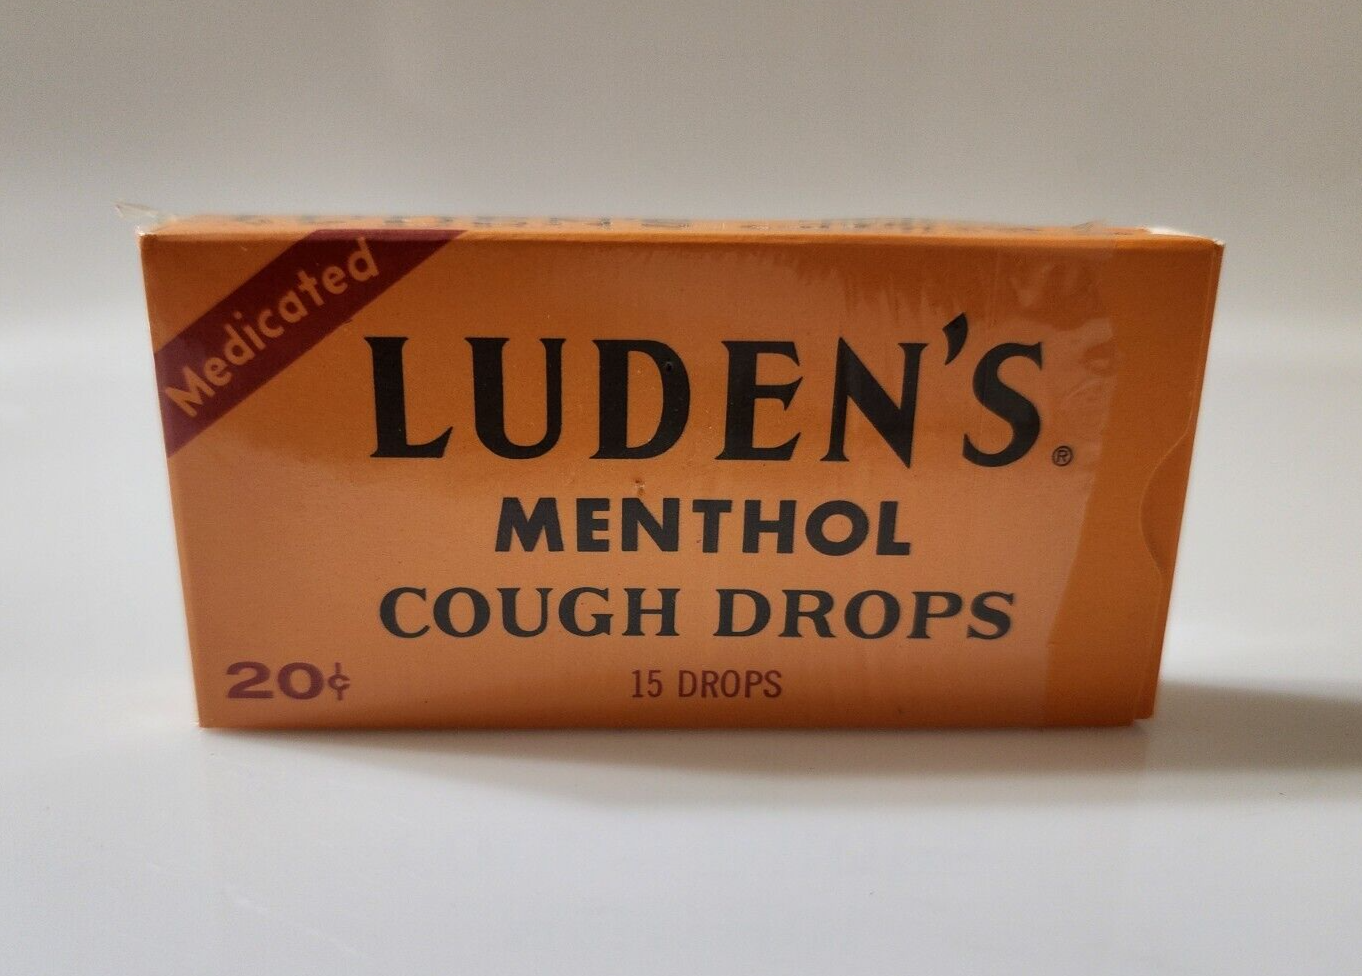 Medicated
LUDEN'S®
MENTHOL
COUGH DROPS
20¢
15 DROPS